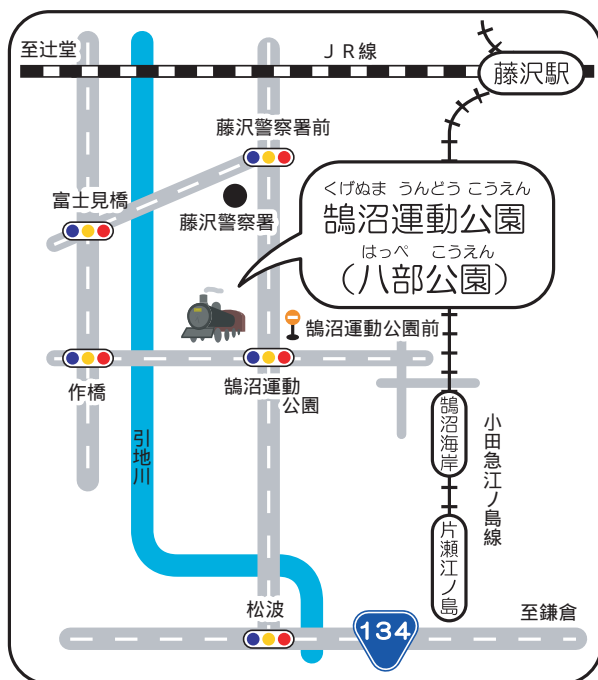 至辻堂
JR線
藤沢駅
藤沢警察署前
富士見橋
藤沢警察署
くげぬま うんどう こうえん
鵠沼運動公園
はっぺ こうえん
(八部公園)
鵠沼運動公園前
作橋
鵠沼運動
公園
引地川
鵠沼海岸
小田急江ノ島線
片瀬江ノ島
松波
134
至鎌倉